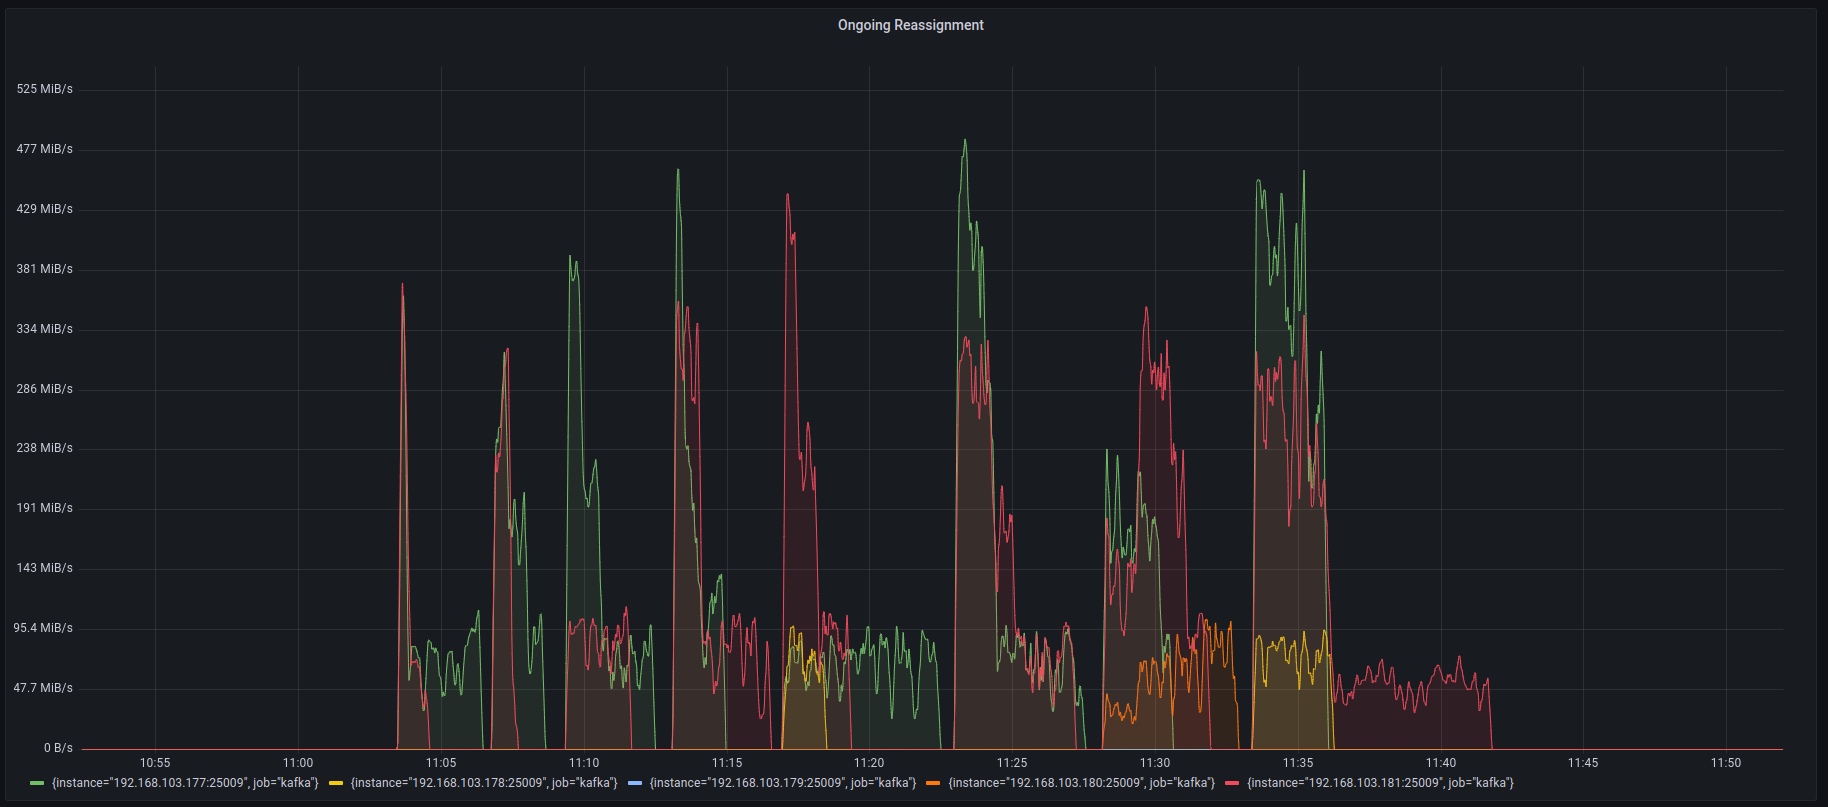 Ongoing Reassignment
525 MiB/s
477 MiB/s
429 MiB/s
381 MiB/s
334 MiB/s
286 MiB/s
238 MiB/s
191 MiB/s
143 MiB/s
95.4 MiB/s
47.7 MiB/s
0 B/s
10:55 11:00 11:05 11:10 11:15 11:20 11:25 11:30 11:35 11:40 11:45 11:50
{instance="192.168.103.177:25009", job="kafka"} {instance="192.168.103.178:25009", job="kafka"} {instance="192.168.103.179:25009", job="kafka"} {instance="192.168.103.180:25009", job="kafka"} {instance="192.168.103.181:25009", job="kafka"}